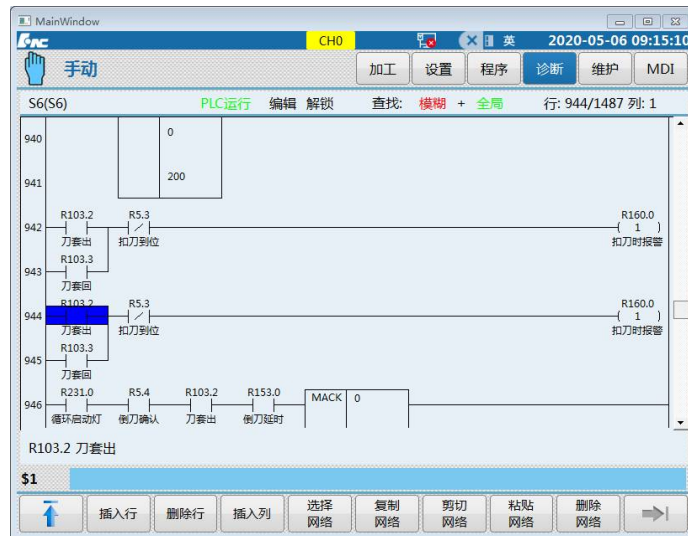 MainWindow
CH0 英 2020-05-06 09:15:10
手动 加工 设置 程序 诊断 维护 MDI
S6(S6) PLC运行 编辑 解锁 查找: 模糊 + 全局 行: 944/1487 列: 1
940 0
941 200
R103.2 R5.3 R160.0
942 ( 1 )
刀套出 扣刀到位 扣刀时报警
R103.3
943
刀套回
R103.2 R5.3 R160.0
944 ( 1 )
刀套出 扣刀到位 扣刀时报警
R103.3
945
刀套回
R231.0 R5.4 R103.2 R153.0 MACK 0
946
循环启动灯 倒刀确认 刀套出 倒刀延时
R103.2 刀套出
$1
插入行 删除行 插入列 选择网络 复制网络 剪切网络 粘贴网络 删除网络